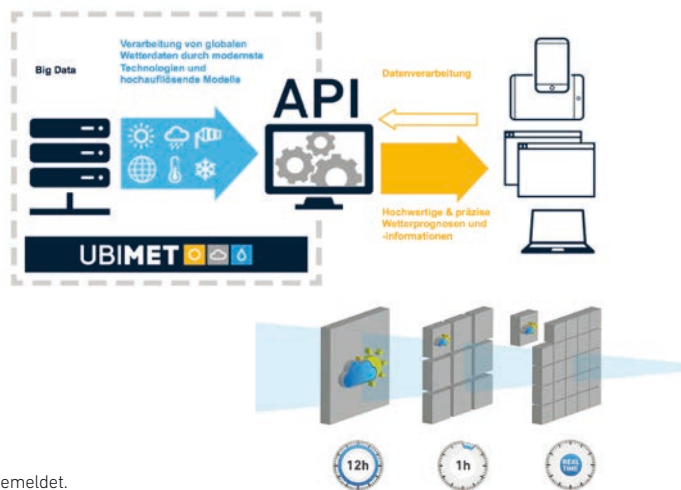 Big Data
Verarbeitung von globalen
Wetterdaten durch modernste
Technologien und
hochauflösende Modelle
API
Datenverarbeitung
Hochwertige & präzise
Wetterprognosen und
-informationen
UBIMET
12h
1h
REAL
TIME
emeldet.